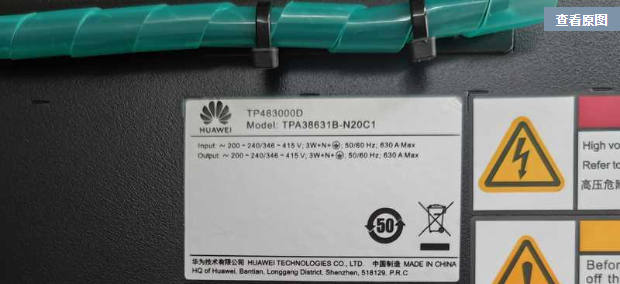 查看原图
HUAWEI
TP483000D
Model: TPA38631B-N20C1
Input: ～ 200 - 240/346 - 415 V; 3W+N+⏚; 50/60 Hz; 630 A Max
Output: ～ 200 - 240/346 - 415 V; 3W+N+⏚; 50/60 Hz; 630 A Max
50
华为技术有限公司 HUAWEI TECHNOLOGIES CO., LTD. 中国制造 MADE IN CHINA
HQ of Huawei, Bantian, Longgang District, Shenzhen, 518129, P.R.C
High vo
Refer to
高压危险
Before
off th